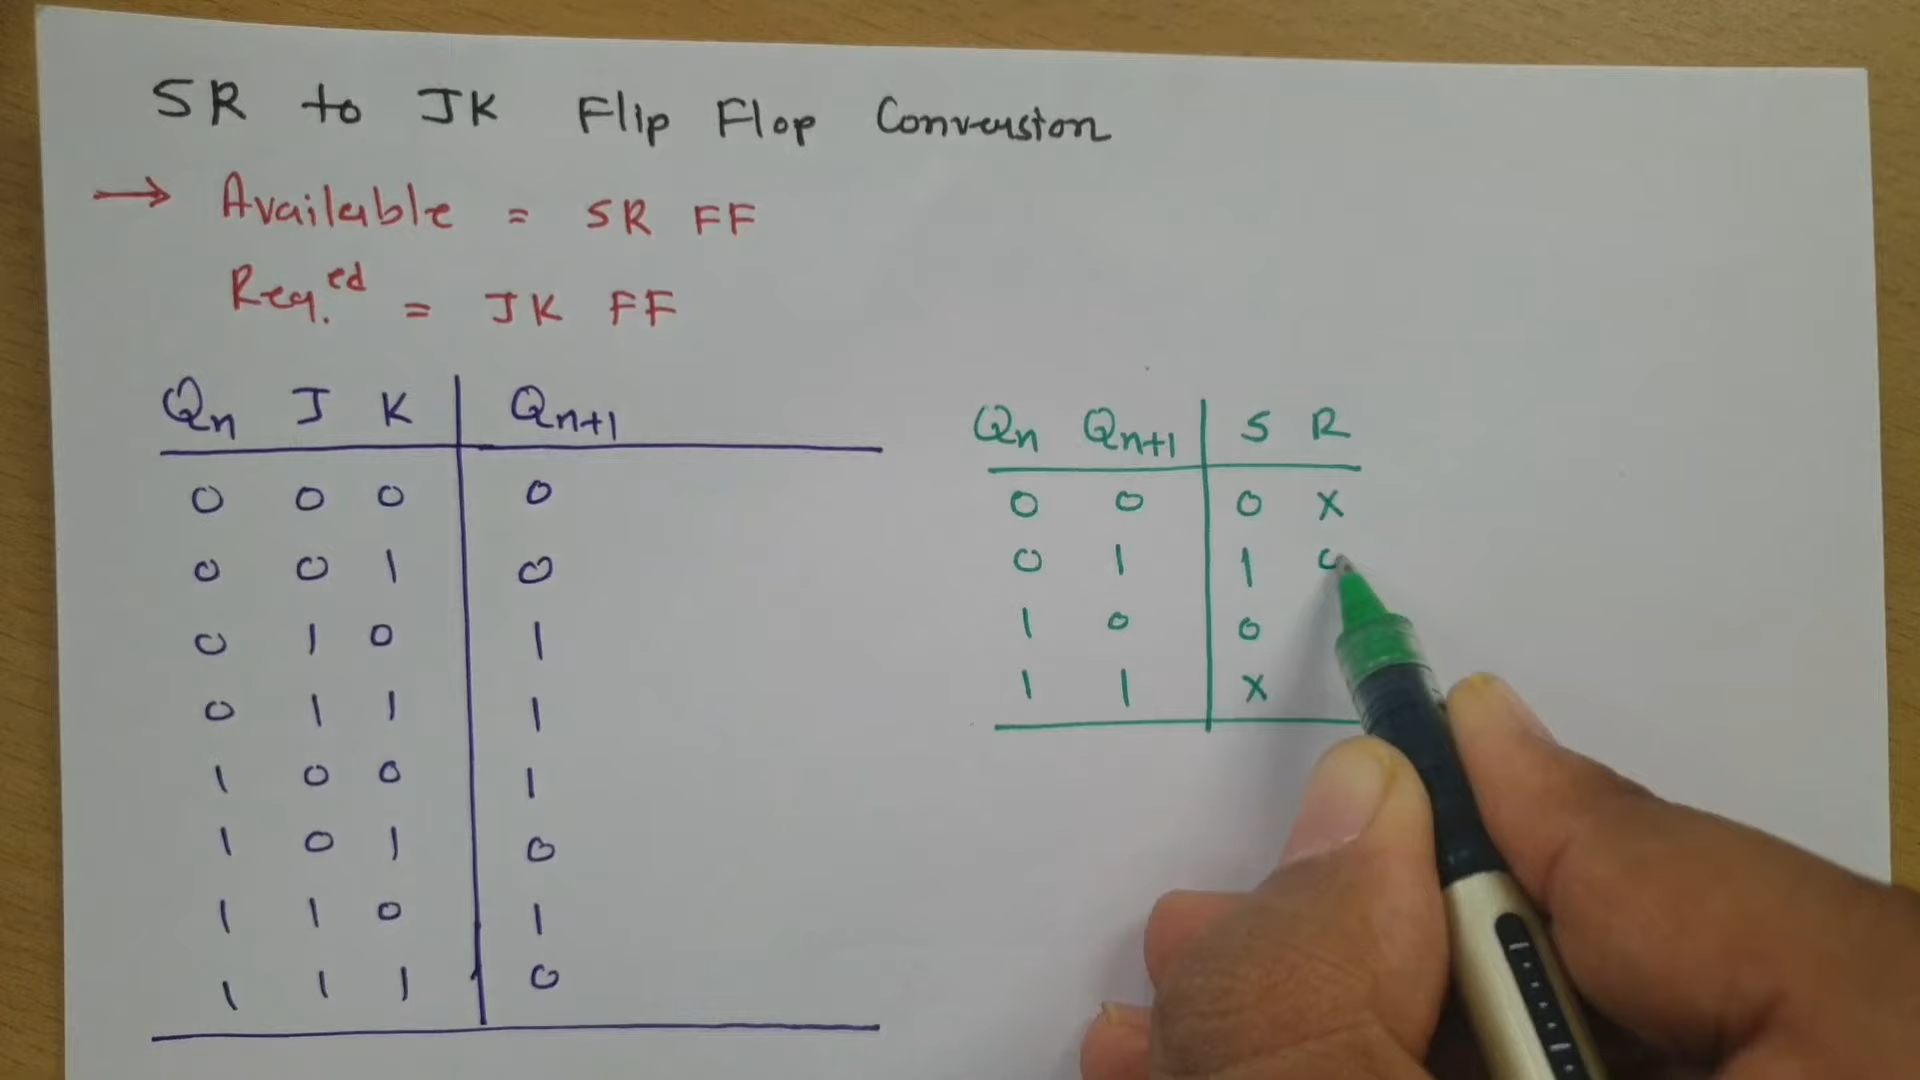 SR to JK Flip Flop Conversion
→ Available = SR FF
Req.ed = JK FF
Qn J K | Qn+1
0 0 0 | 0
0 0 1 | 0
0 1 0 | 1
0 1 1 | 1
1 0 0 | 1
1 0 1 | 0
1 1 0 | 1
1 1 1 | 0
Qn Qn+1 | S R
0 0 | 0 X
0 1 | 1 0
1 0 | 0
1 1 | X